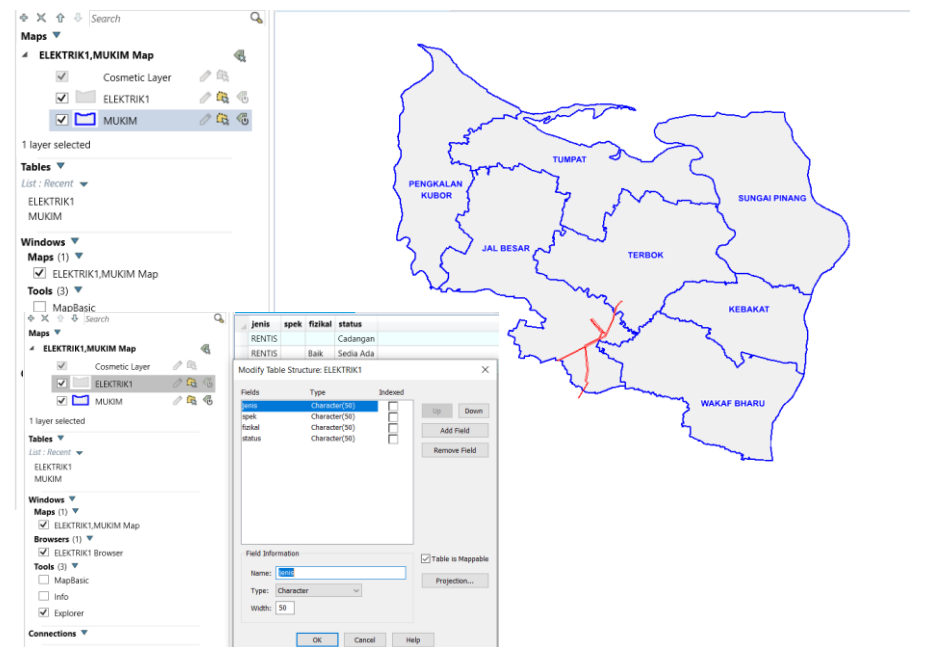 Search
Maps
ELEKTRIK1,MUKIM Map
Cosmetic Layer
ELEKTRIK1
MUKIM
1 layer selected
Tables
List : Recent
ELEKTRIK1
MUKIM
Windows
Maps (1)
ELEKTRIK1,MUKIM Map
Tools (3)
MapBasic
Search
Maps
ELEKTRIK1,MUKIM Map
Cosmetic Layer
ELEKTRIK1
MUKIM
1 layer selected
Tables
List : Recent
ELEKTRIK1
MUKIM
Windows
Maps (1)
ELEKTRIK1,MUKIM Map
Browsers (1)
ELEKTRIK1 Browser
Tools (3)
MapBasic
Info
Explorer
Connections
jenis spek fizikal status
RENTIS Cadangan
RENTIS Baik Sedia Ada
Modify Table Structure: ELEKTRIK1
Fields Type Indexed
jenis Character(50)
spek Character(50)
fizikal Character(50)
status Character(50)
Up Down
Add Field
Remove Field
Field Information
Table is Mappable
Name: jenis
Projection...
Type: Character
Width: 50
OK Cancel Help
TUMPAT
PENGKALAN
KUBOR
SUNGAI PINANG
JAL BESAR
TERBOK
KEBAKAT
WAKAF BHARU